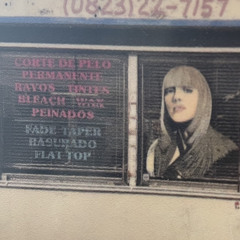 (0823)22-7157
CORTE DE PELO
PERMANENTE
RAYOS TINTES
BLEACH WAX
PEINADOS
FADE TAPER
RASURADO
FLAT TOP